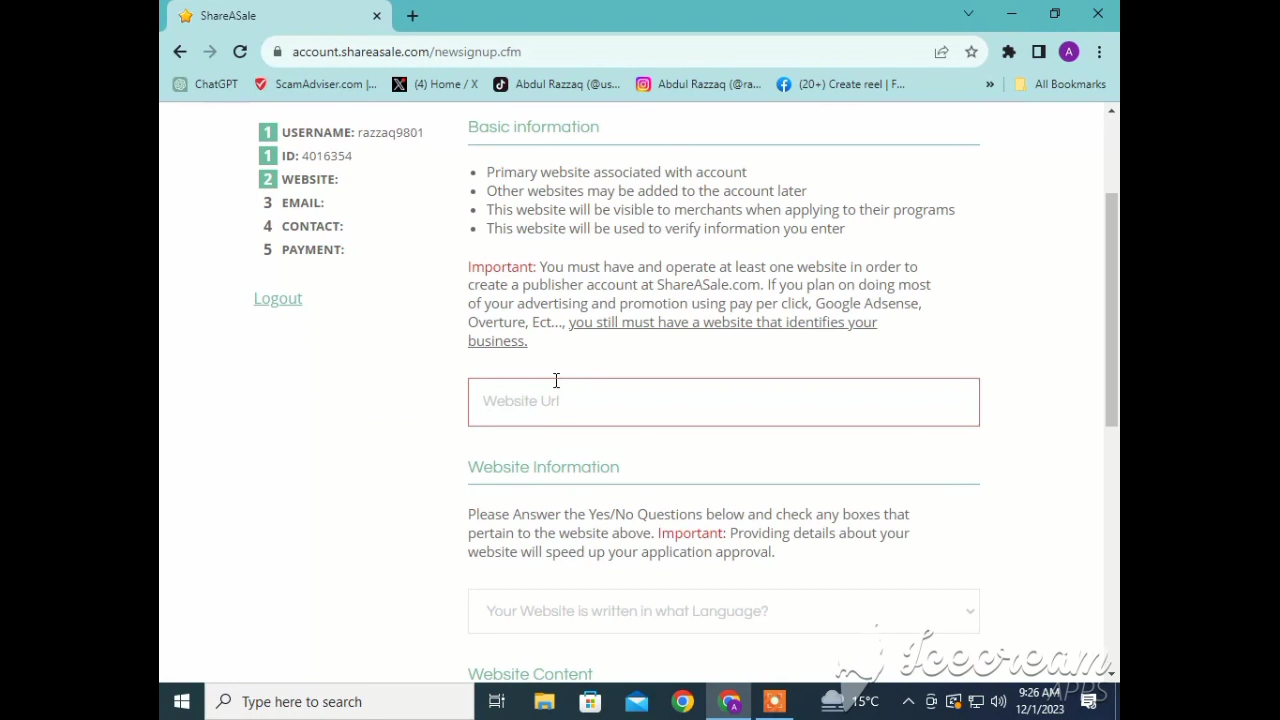 ShareASale
account.shareasale.com/newsignup.cfm
ChatGPT
ScamAdviser.com |...
(4) Home / X
Abdul Razzaq (@us...
Abdul Razzaq (@ra...
(20+) Create reel | F...
»
All Bookmarks
A
1 USERNAME: razzaq9801
1 ID: 4016354
2 WEBSITE:
3 EMAIL:
4 CONTACT:
5 PAYMENT:
Logout
Basic information
• Primary website associated with account
• Other websites may be added to the account later
• This website will be visible to merchants when applying to their programs
• This website will be used to verify information you enter
Important: You must have and operate at least one website in order to
create a publisher account at ShareASale.com. If you plan on doing most
of your advertising and promotion using pay per click, Google Adsense,
Overture, Ect..., you still must have a website that identifies your
business.
Website Url
Website Information
Please Answer the Yes/No Questions below and check any boxes that
pertain to the website above. Important: Providing details about your
website will speed up your application approval.
Your Website is written in what Language?
Website Content
Icecream
APPS
Type here to search
A
15°C
9:26 AM
12/1/2023